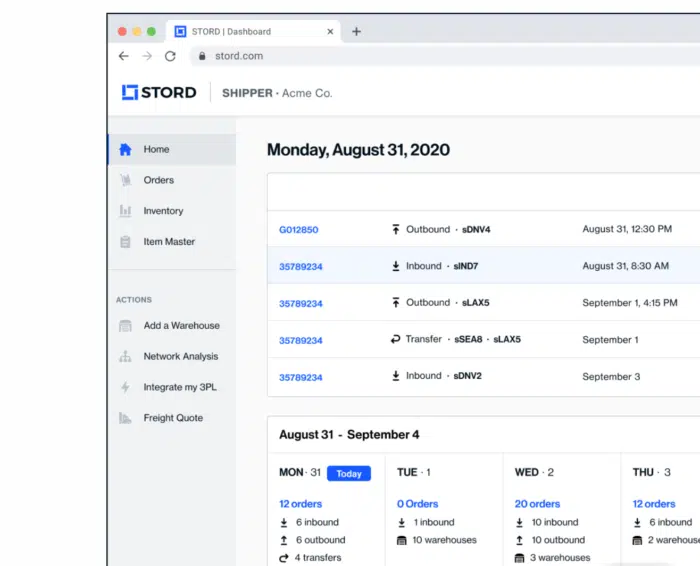 STORD | Dashboard
stord.com
STORD SHIPPER · Acme Co.
Home
Orders
Inventory
Item Master
ACTIONS
Add a Warehouse
Network Analysis
Integrate my 3PL
Freight Quote
Monday, August 31, 2020
G012850 Outbound · sDNV4 August 31, 12:30 PM
35789234 Inbound · sIND7 August 31, 8:30 AM
35789234 Outbound · sLAX5 September 1, 4:15 PM
35789234 Transfer · sSEA8 · sLAX5 September 1
35789234 Inbound · sDNV2 September 3
August 31 - September 4
MON · 31 Today
12 orders
6 inbound
6 outbound
4 transfers
TUE · 1
0 Orders
1 inbound
10 warehouses
WED · 2
20 orders
10 inbound
10 outbound
3 warehouses
THU · 3
12 orders
6 inbound
2 warehouse